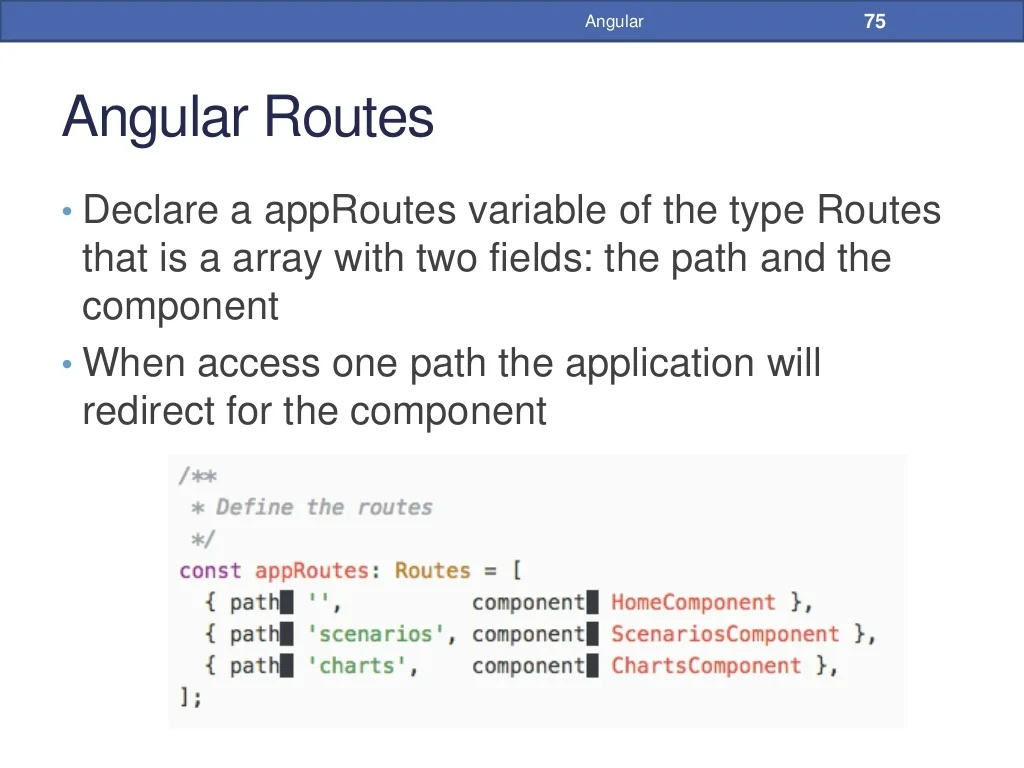 Angular 75
Angular Routes
• Declare a appRoutes variable of the type Routes
that is a array with two fields: the path and the
component
• When access one path the application will
redirect for the component
/**
 * Define the routes
 */
const appRoutes: Routes = [
  { path█ '',          component█ HomeComponent },
  { path█ 'scenarios', component█ ScenariosComponent },
  { path█ 'charts',    component█ ChartsComponent },
];